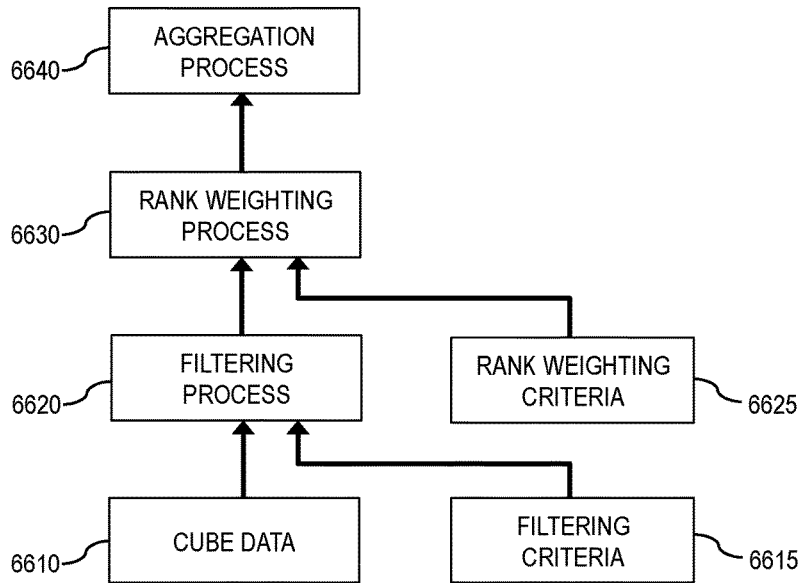 AGGREGATION
PROCESS
6640
RANK WEIGHTING
PROCESS
6630
FILTERING
PROCESS
6620
RANK WEIGHTING
CRITERIA
6625
CUBE DATA
6610
FILTERING
CRITERIA
6615